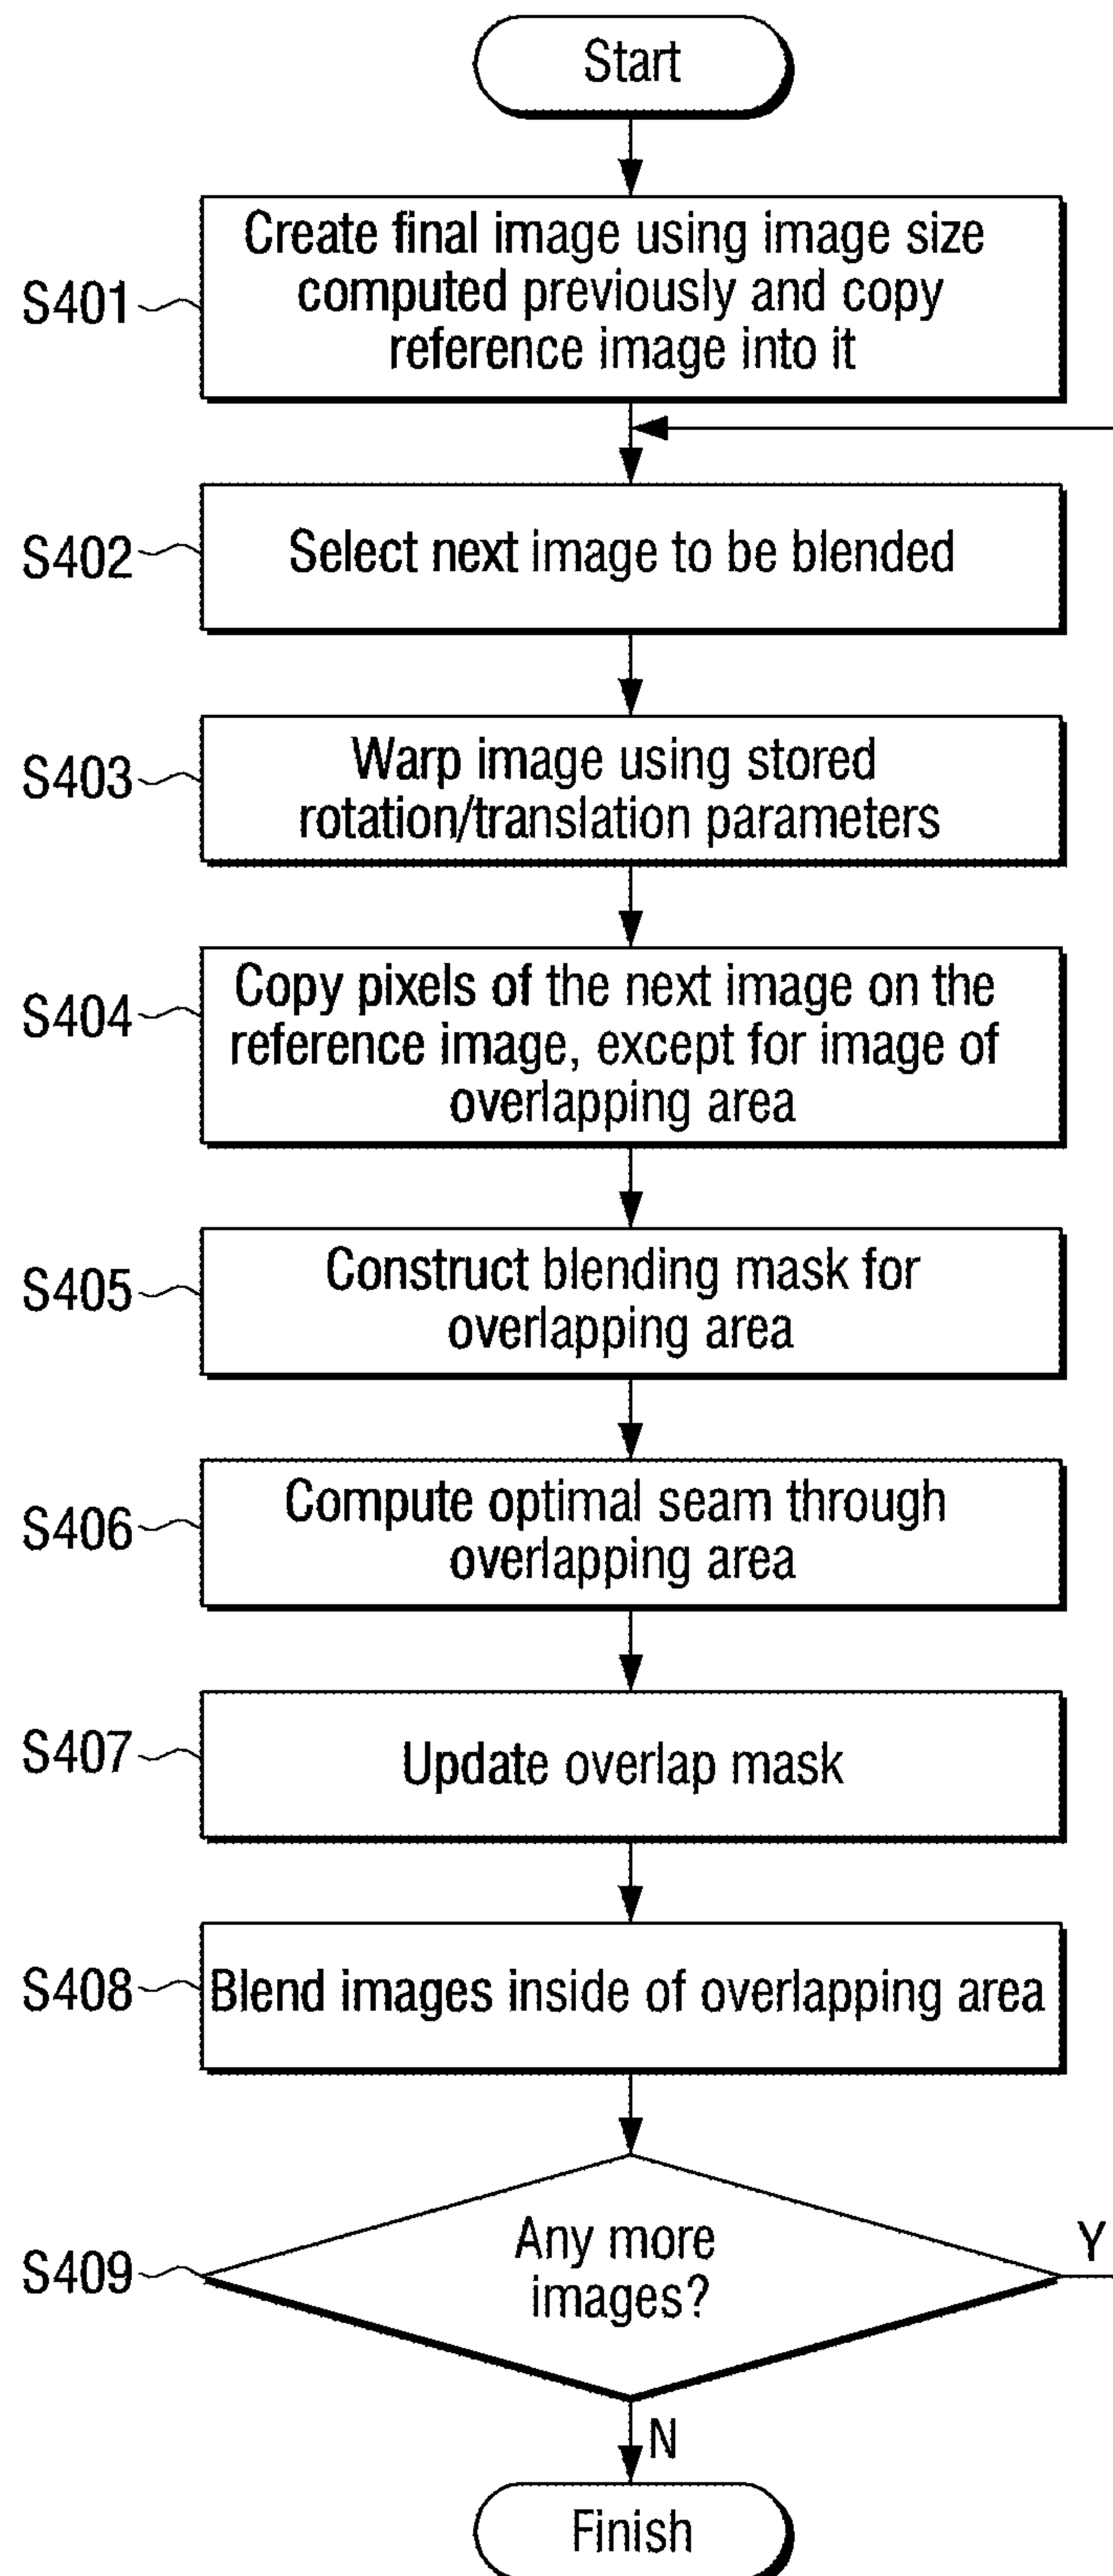 Start
S401
Create final image using image size
computed previously and copy
reference image into it
S402
Select next image to be blended
S403
Warp image using stored
rotation/translation parameters
S404
Copy pixels of the next image on the
reference image, except for image of
overlapping area
S405
Construct blending mask for
overlapping area
S406
Compute optimal seam through
overlapping area
S407
Update overlap mask
S408
Blend images inside of overlapping area
S409
Any more
images?
Y
N
Finish